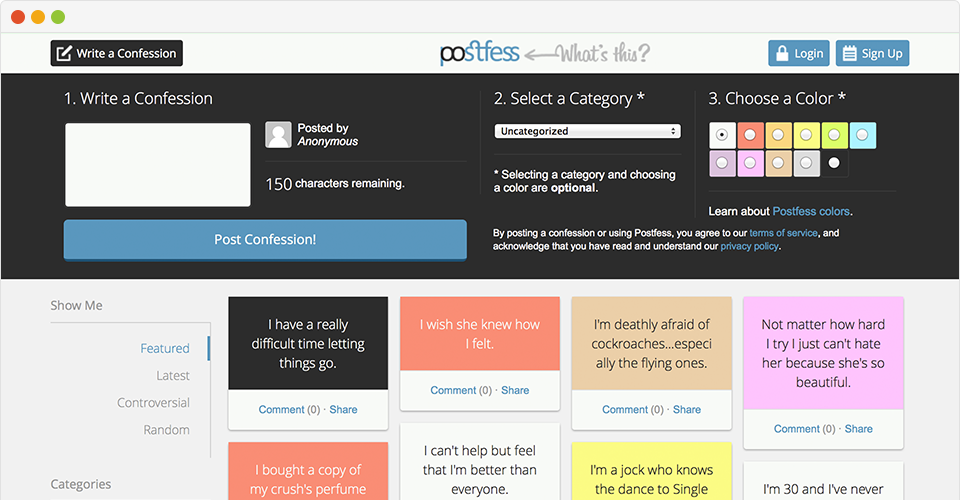 Write a Confession
postfess
What's this?
Login
Sign Up
1. Write a Confession
Posted by
Anonymous
150 characters remaining.
Post Confession!
2. Select a Category *
Uncategorized
* Selecting a category and choosing
a color are optional.
3. Choose a Color *
Learn about Postfess colors.
By posting a confession or using Postfess, you agree to our terms of service, and
acknowledge that you have read and understand our privacy policy.
Show Me
Featured
Latest
Controversial
Random
Categories
I have a really
difficult time letting
things go.
Comment (0) · Share
I wish she knew how
I felt.
Comment (0) · Share
I'm deathly afraid of
cockroaches...especi
ally the flying ones.
Comment (0) · Share
Not matter how hard
I try I just can't hate
her because she's so
beautiful.
Comment (0) · Share
I bought a copy of
my crush's perfume
I can't help but feel
that I'm better than
everyone.
I'm a jock who knows
the dance to Single
I'm 30 and I've never